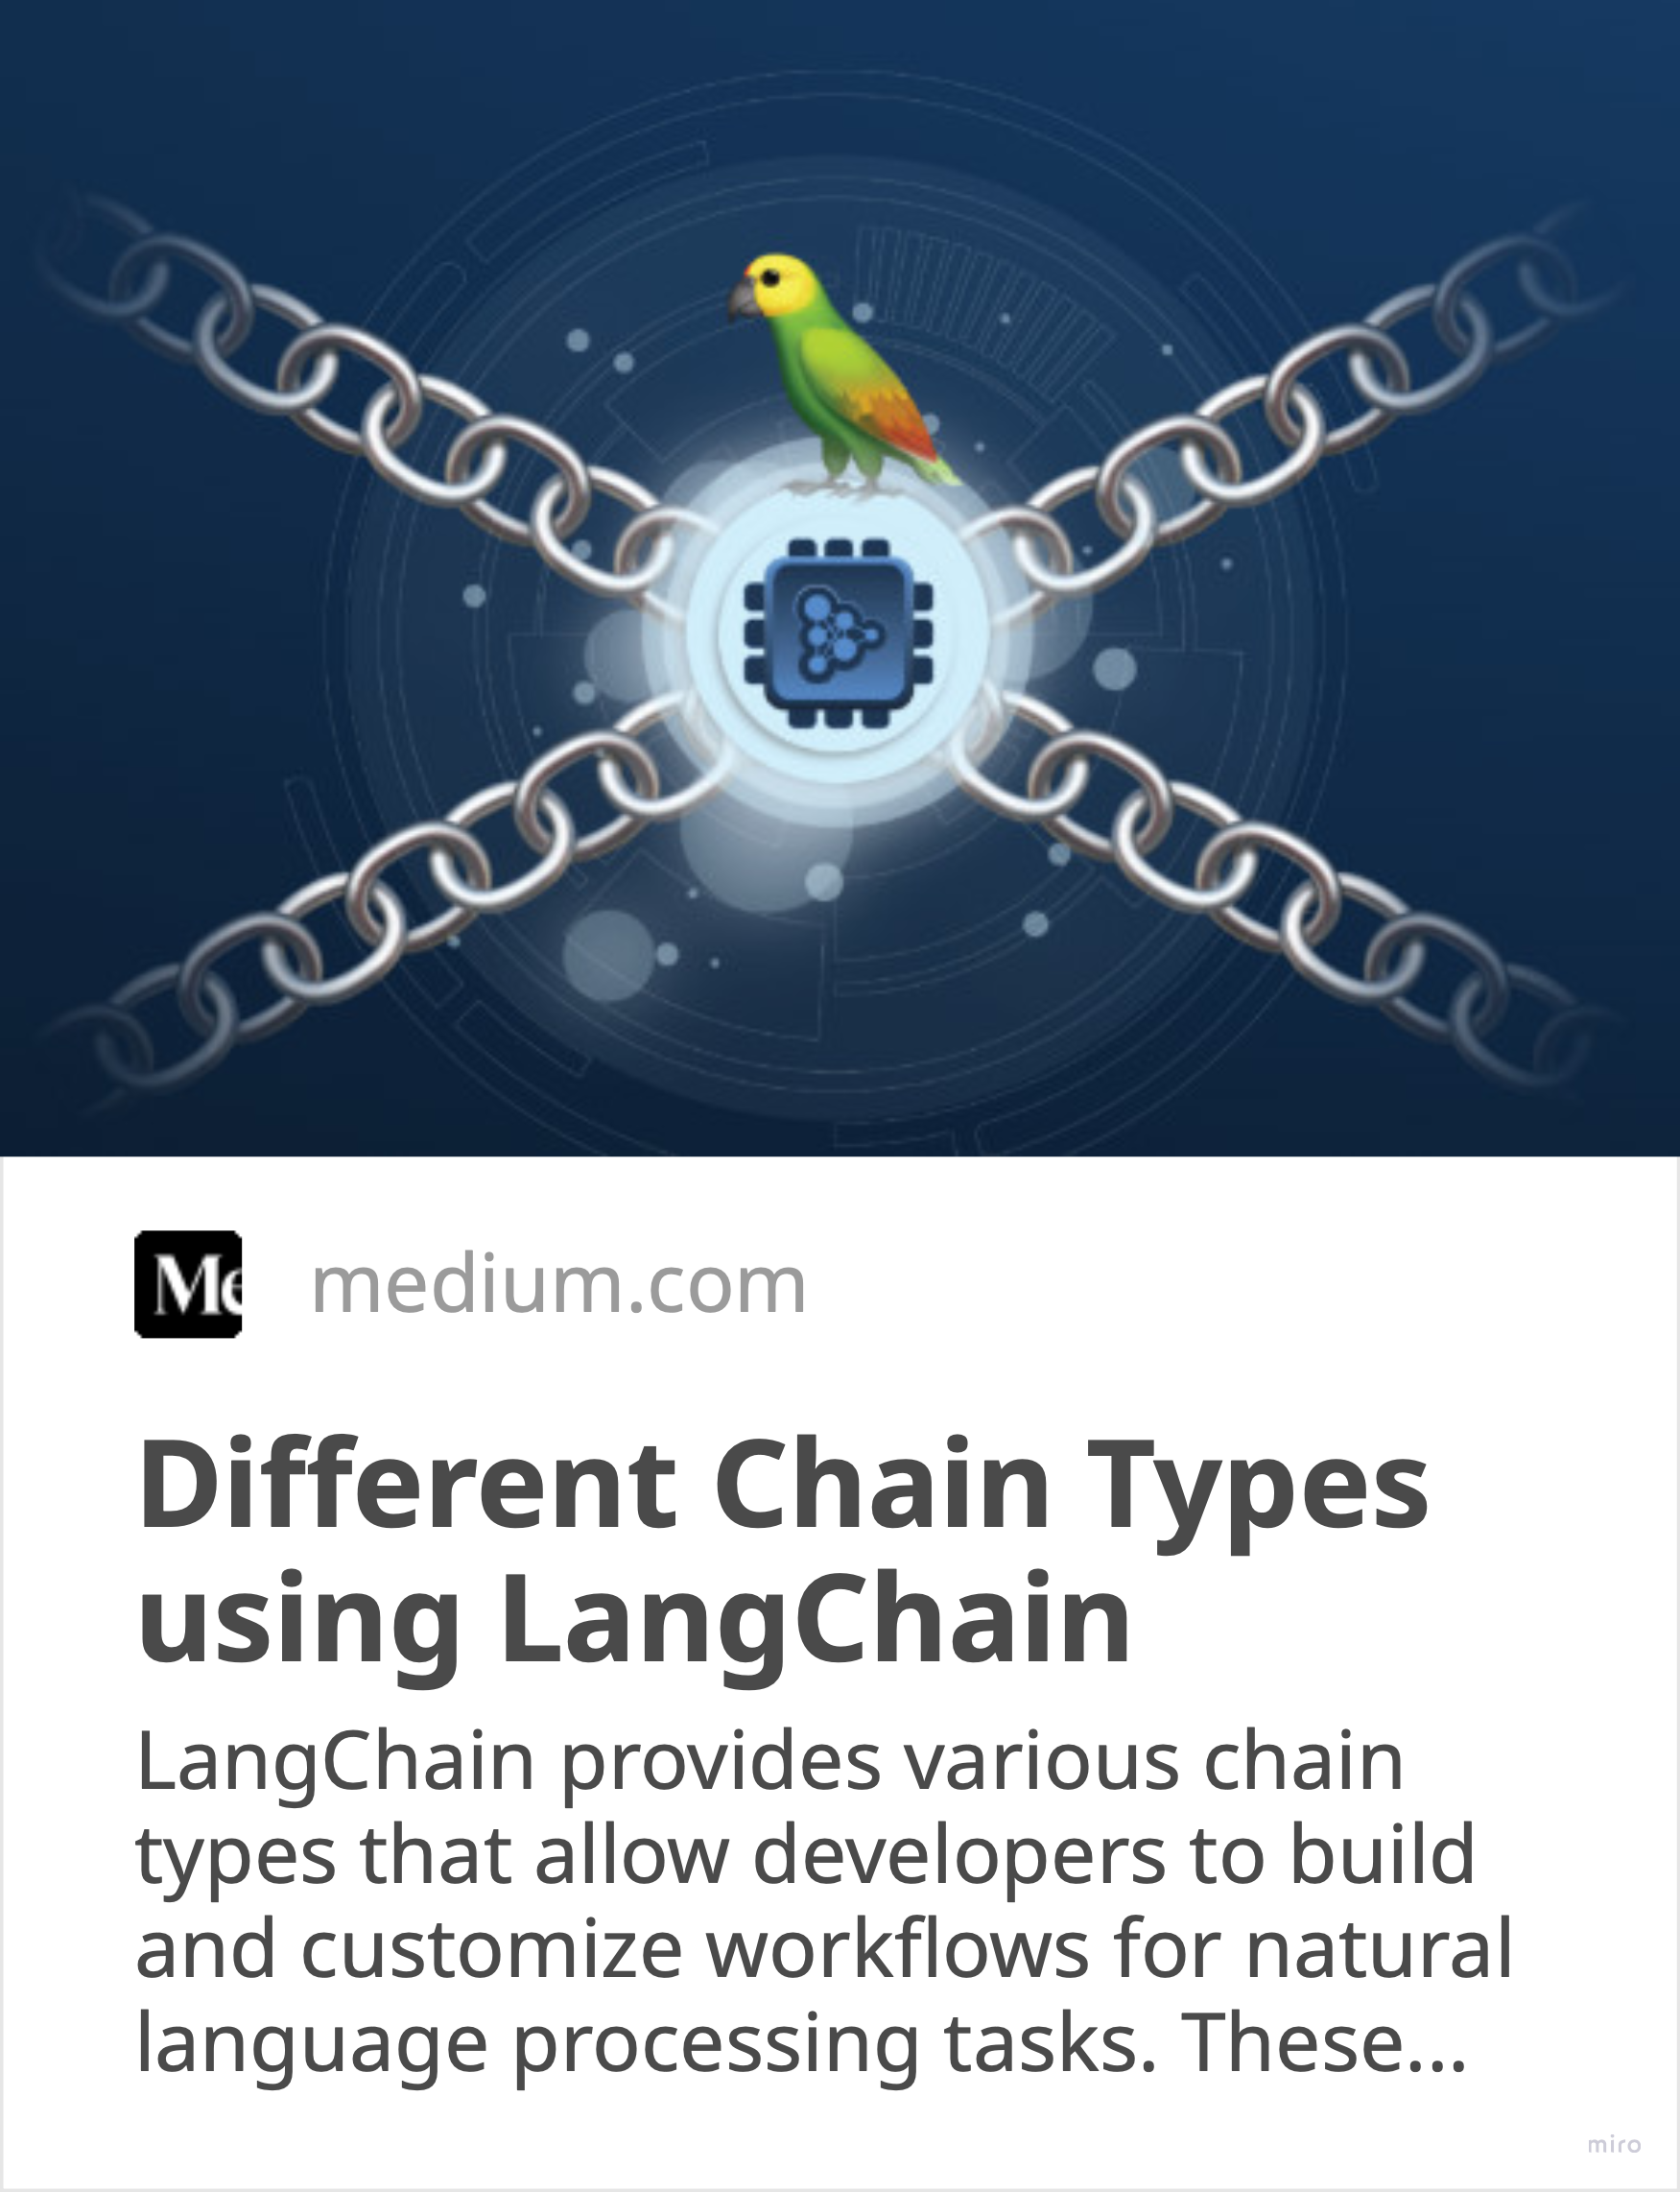 Me
medium.com
Different Chain Types
using LangChain
LangChain provides various chain
types that allow developers to build
and customize workflows for natural
language processing tasks. These...
miro